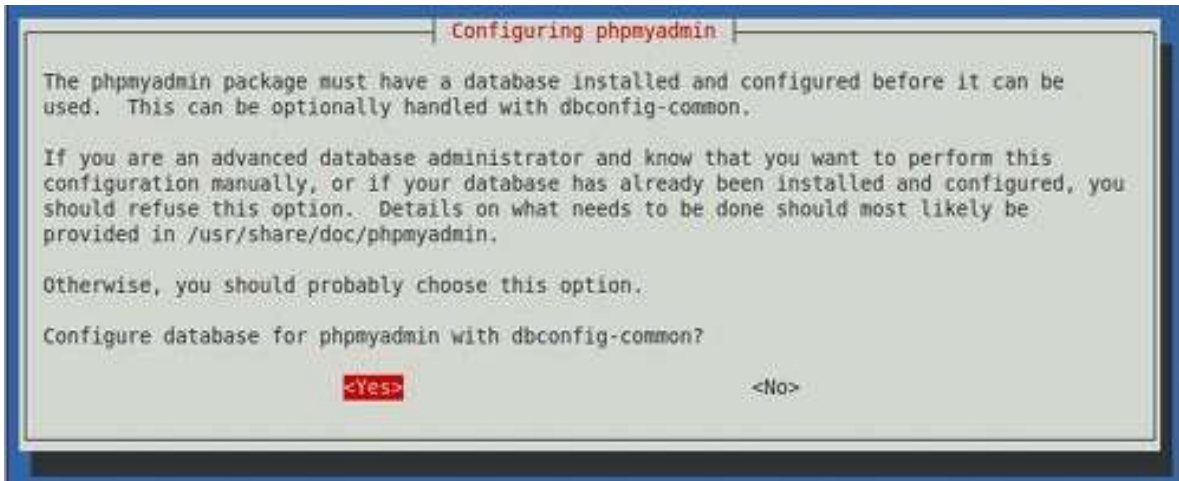 Configuring phpmyadmin
The phpmyadmin package must have a database installed and configured before it can be
used.  This can be optionally handled with dbconfig-common.
If you are an advanced database administrator and know that you want to perform this
configuration manually, or if your database has already been installed and configured, you
should refuse this option.  Details on what needs to be done should most likely be
provided in /usr/share/doc/phpmyadmin.
Otherwise, you should probably choose this option.
Configure database for phpmyadmin with dbconfig-common?
<Yes> <No>